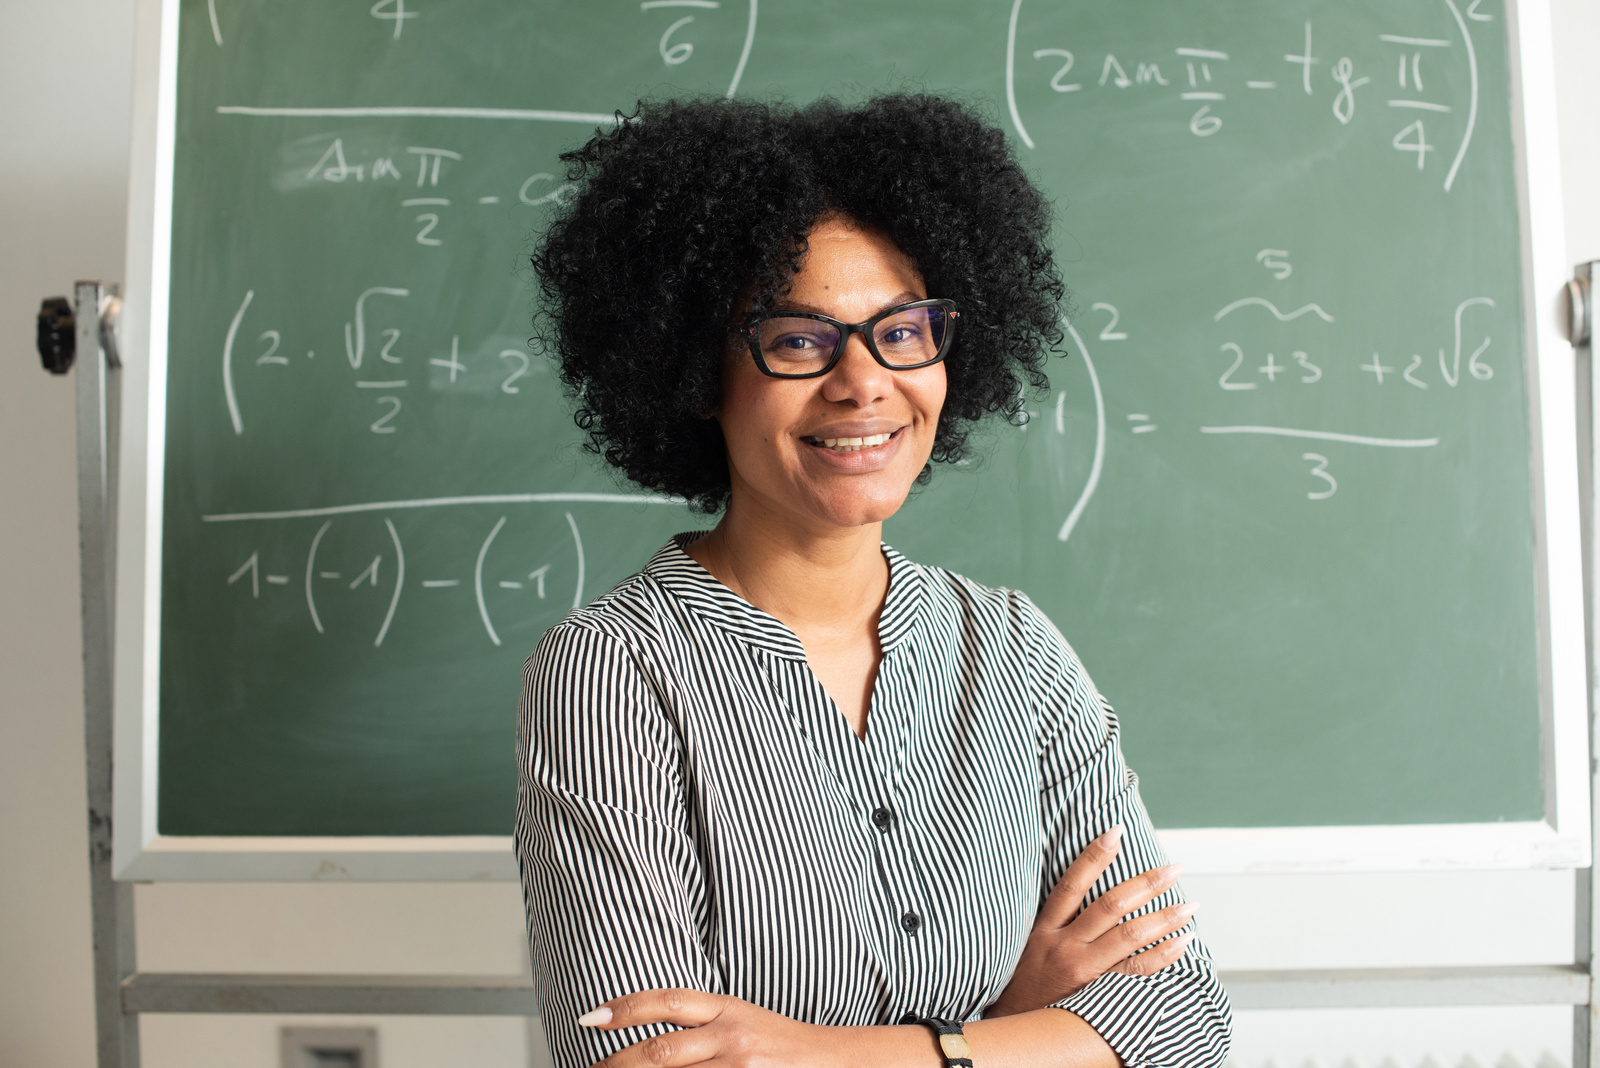 ( 4 6 )
(2 sin π/6 - tg π/4)²
sin π/2 - co
(2 · √2/2 + 2
-1)² = 5
2+3 +2√6
3
1-(-1)-(-1)